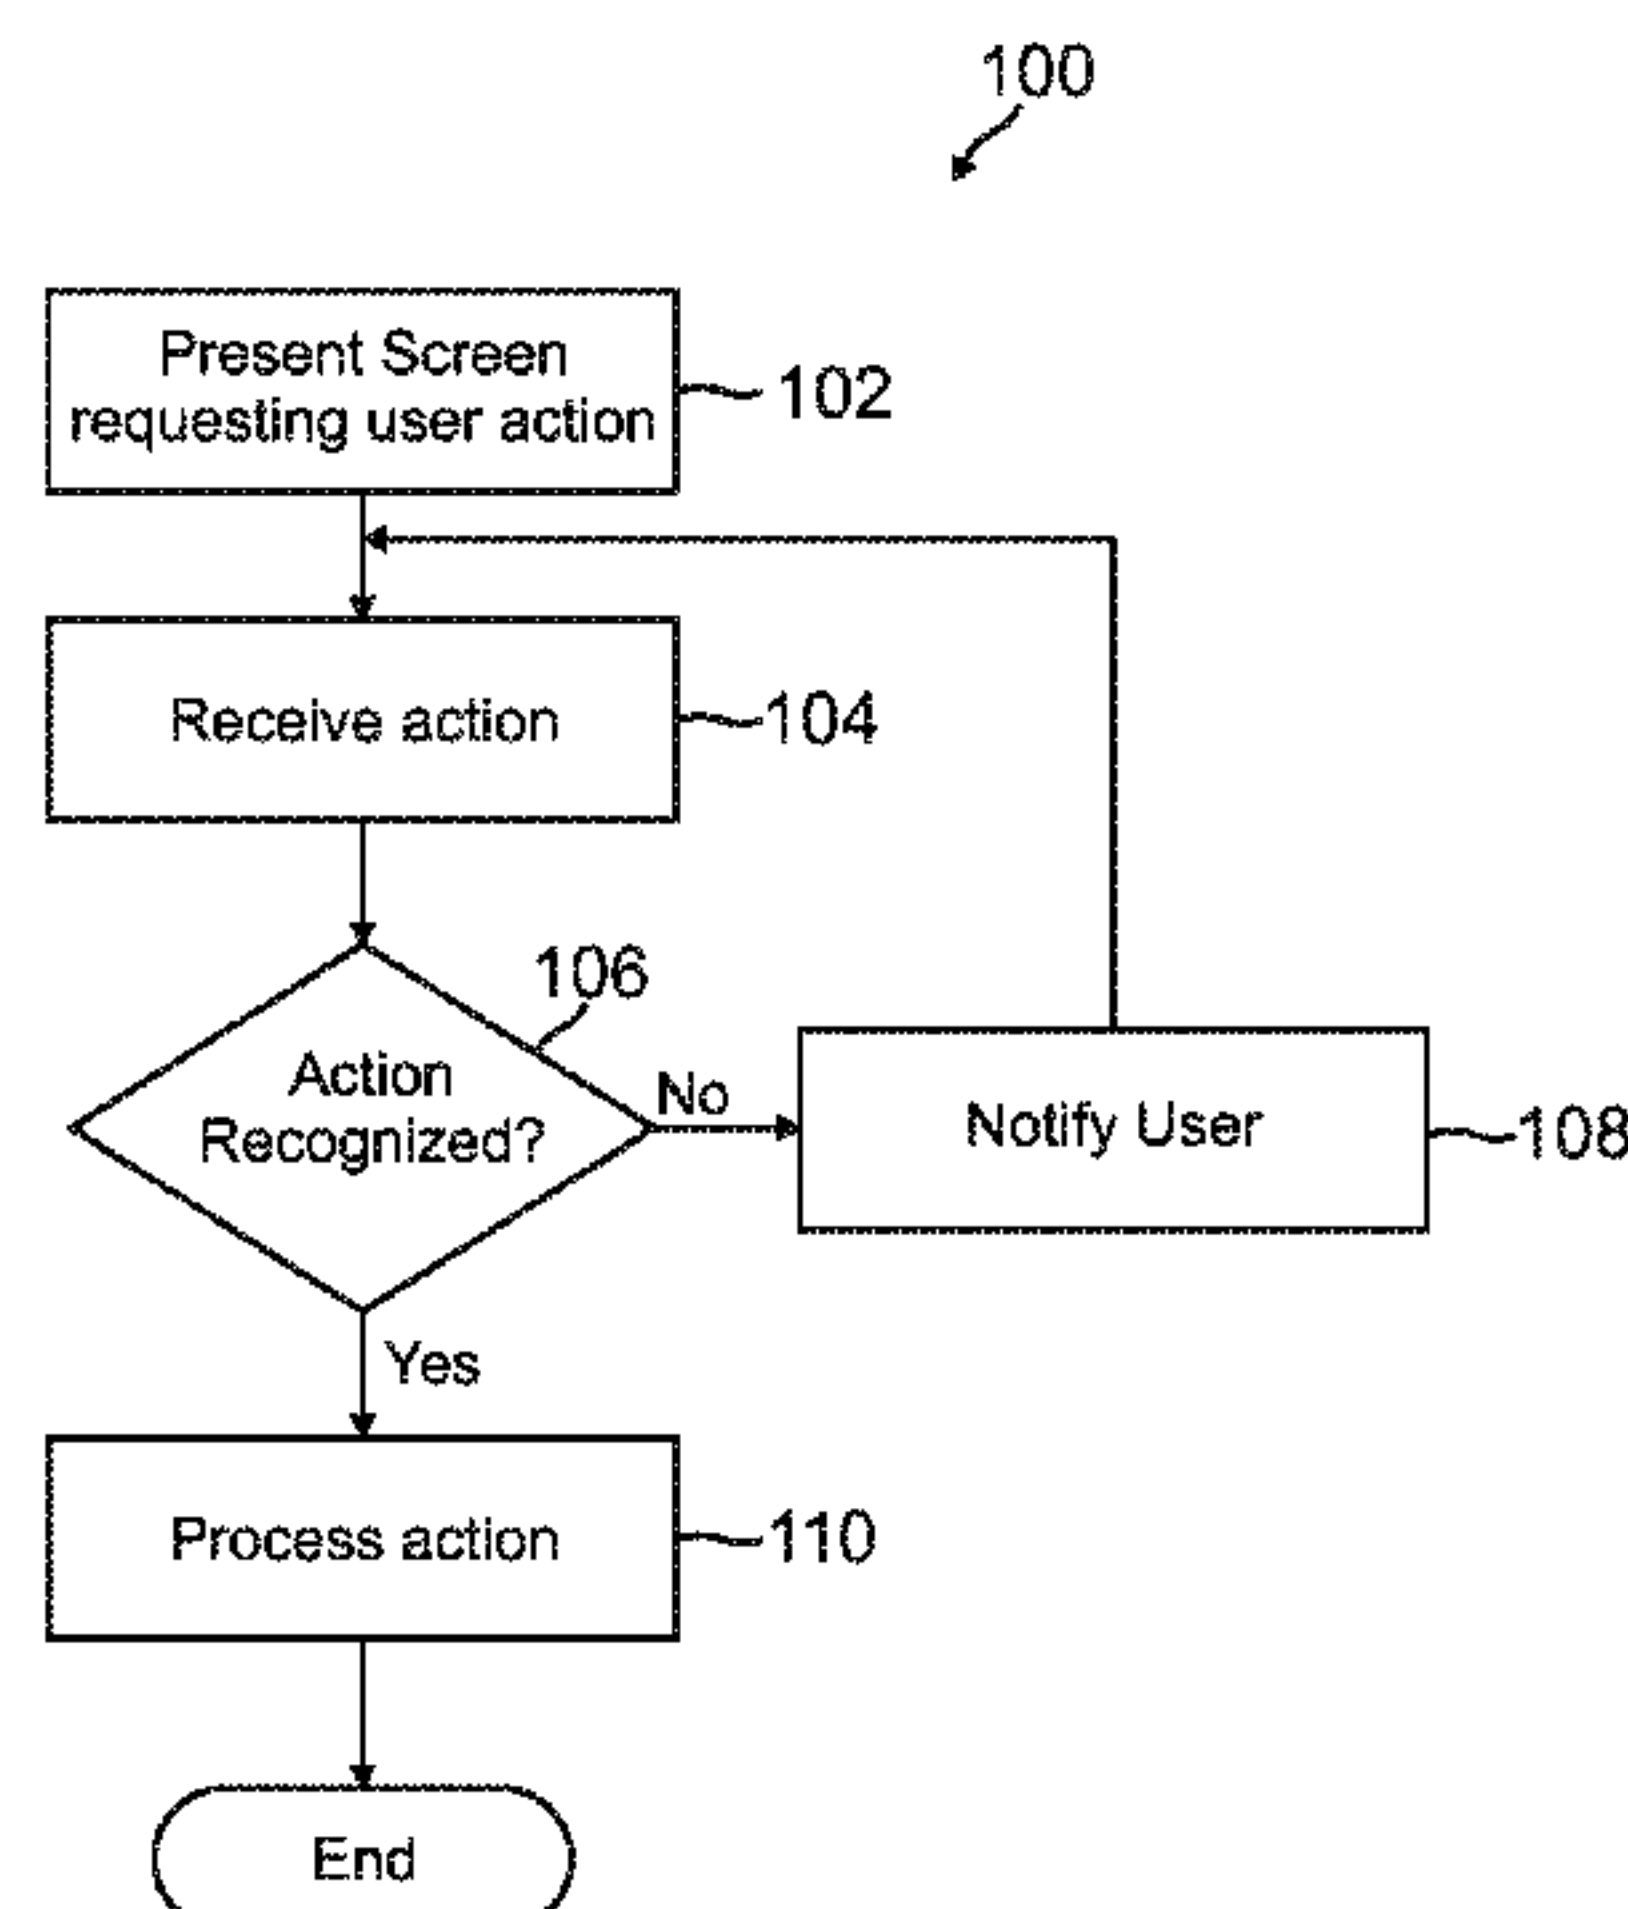 100
Present Screen
requesting user action
102
Receive action
104
106
Action
Recognized?
No
Notify User
108
Yes
Process action
110
End